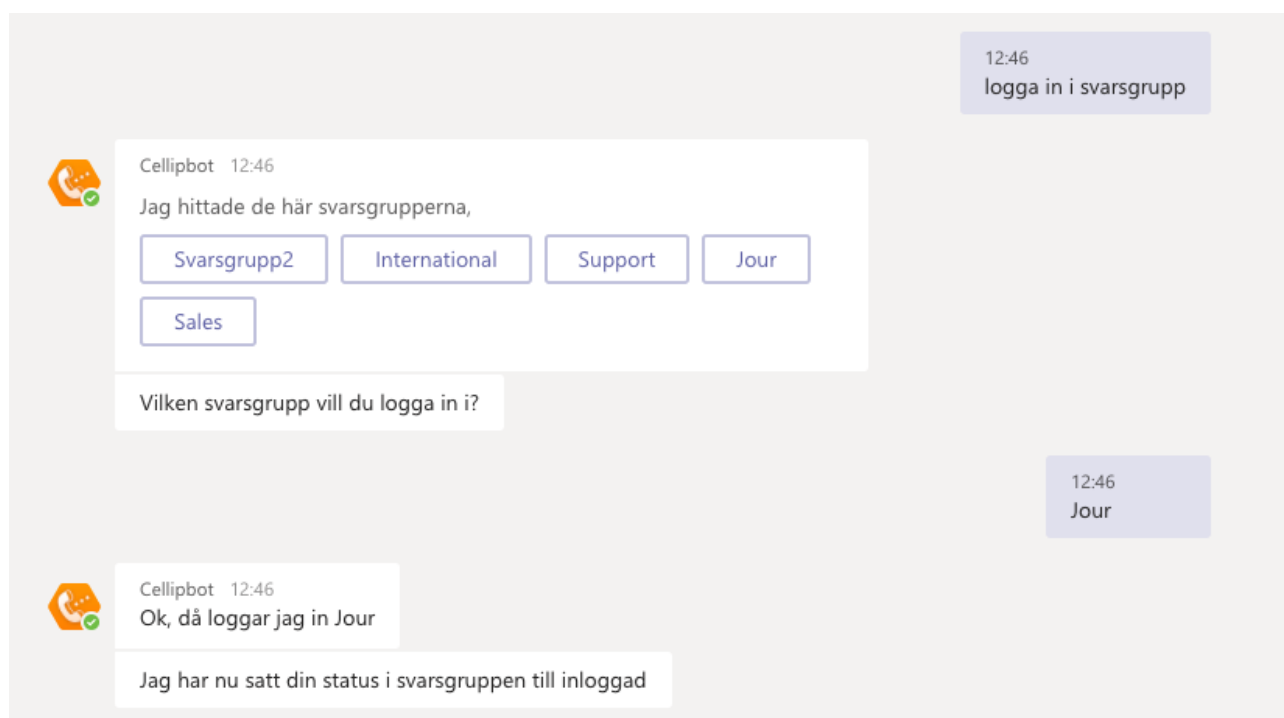 12:46
logga in i svarsgrupp
Cellipbot 12:46
Jag hittade de här svarsgrupperna,
Svarsgrupp2 International Support Jour
Sales
Vilken svarsgrupp vill du logga in i?
12:46
Jour
Cellipbot 12:46
Ok, då loggar jag in Jour
Jag har nu satt din status i svarsgruppen till inloggad